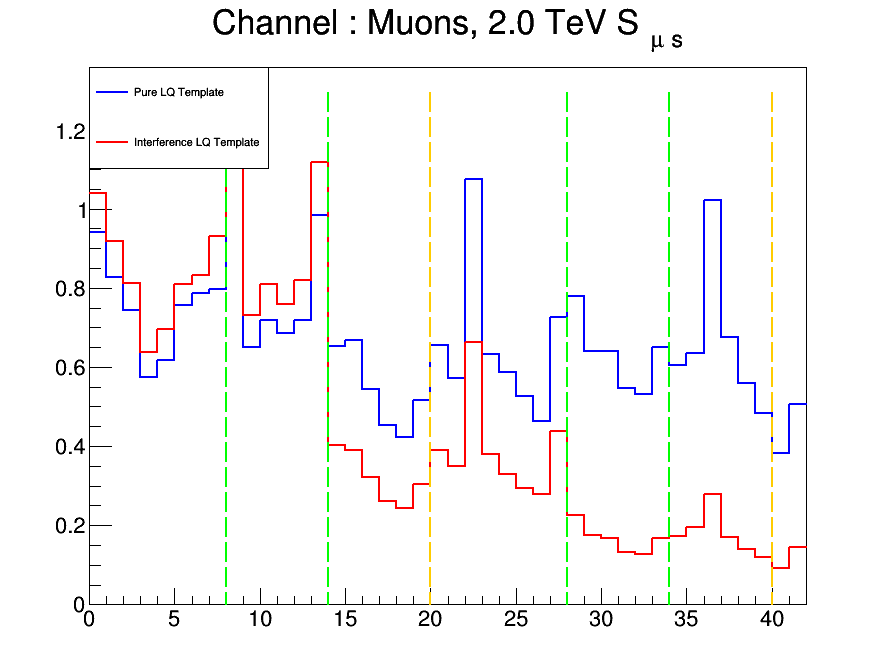 Channel : Muons, 2.0 TeV S μ s
Pure LQ Template
Interference LQ Template
1.2
1
0.8
0.6
0.4
0.2
0
0 5 10 15 20 25 30 35 40